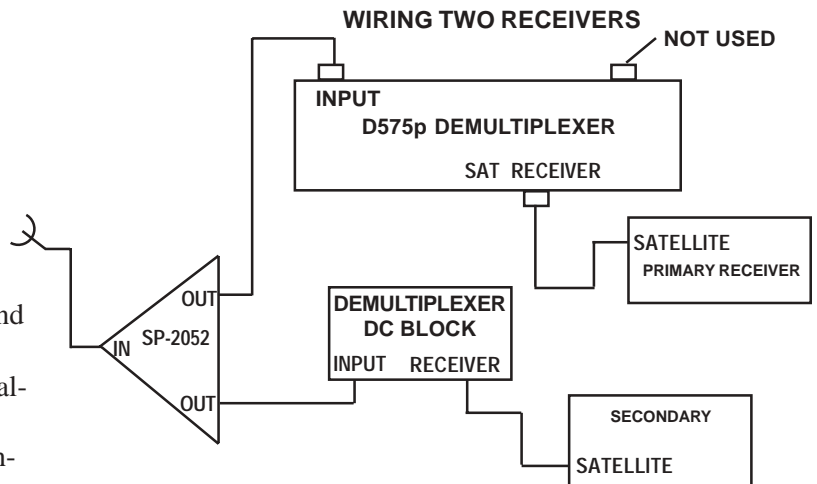 WIRING TWO RECEIVERS
NOT USED
INPUT
D575p DEMULTIPLEXER
SAT RECEIVER
SATELLITE
PRIMARY RECEIVER
OUT
IN SP-2052
OUT
DEMULTIPLEXER
DC BLOCK
INPUT RECEIVER
SECONDARY
SATELLITE
nd
al-
n-